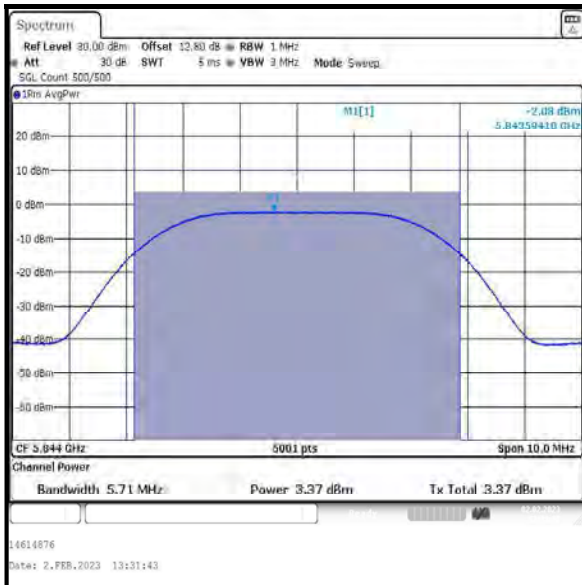 Spectrum
Ref Level 30.00 dBm Offset 13.80 dB RBW 1 MHz
Att 30 dB SWT 5 ms VBW 3 MHz Mode Sweep
SGL Count 500/500
1Rm AvgPwr
M1[1] -2.08 dBm
5.84359410 GHz
20 dBm
10 dBm
M1
0 dBm
-10 dBm
-20 dBm
-30 dBm
-40 dBm
-50 dBm
-60 dBm
CF 5.844 GHz 5001 pts Span 10.0 MHz
Channel Power
Bandwidth 5.71 MHz Power 3.37 dBm Tx Total 3.37 dBm
14614876
Date: 2.FEB.2023 13:31:43